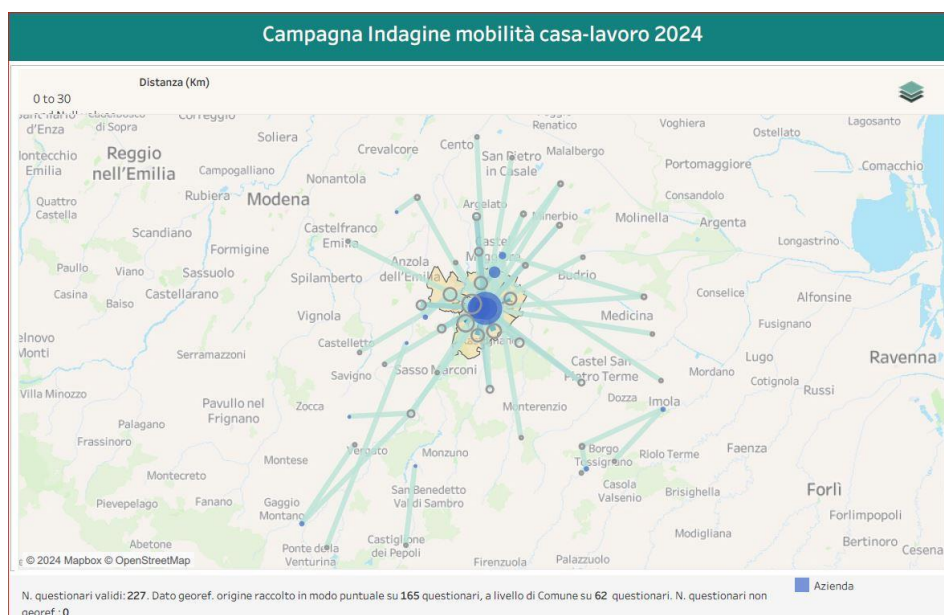 Campagna Indagine mobilità casa-lavoro 2024
Distanza (Km)
0 to 30
d'Enza
di Sopra
Correggio
Soliera
Crevalcore
Cento
Renatico
Voghiera
Ostellato
Lagosanto
Montecchio
Emilia
Reggio
nell'Emilia
Campogalliano
Nonantola
San Pietro
in Casale
Malalbergo
Portomaggiore
Comacchio
Quattro
Castella
Rubiera
Modena
Argelato
Minerbio
Consandolo
Molinella
Argenta
Scandiano
Formigine
Castelfranco
Emilia
Longastrino
Paullo
Viano
Sassuolo
Spilamberto
Anzola
dell'Emilia
Budrio
Casina
Baiso
Castellarano
Conselice
Alfonsine
Vignola
Medicina
Fusignano
Monti
Serramazzoni
Castelletto
Savigno
Sasso Marconi
Castel San
Pietro Terme
Mordano
Lugo
Cotignola
Russi
Ravenna
Villa Minozzo
Pavullo nel
Frignano
Zocca
Monterenzio
Dozza
Imola
Palagano
Frassinoro
Montese
Vergato
Monzuno
Borgo
Tossignano
Riolo Terme
Faenza
Montecreto
Casola
Valsenio
Brisighella
Forlì
Pievepelago
Fanano
Gaggio
Montano
San Benedetto
Val di Sambro
Forlimpopoli
Abetone
Ponte della
Venturina
Castiglione
dei Pepoli
Firenzuola
Palazzuolo
Modigliana
Bertinoro
Cesena
© 2024 Mapbox © OpenStreetMap
N. questionari validi: 227. Dato georef. origine raccolto in modo puntuale su 165 questionari, a livello di Comune su 62 questionari. N. questionari non
georef.: 0
Azienda